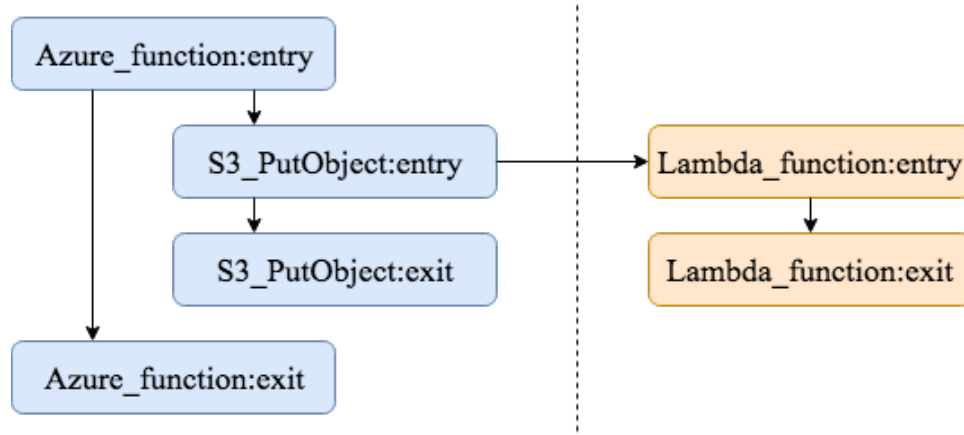 Azure_function:entry
S3_PutObject:entry
Lambda_function:entry
S3_PutObject:exit
Lambda_function:exit
Azure_function:exit